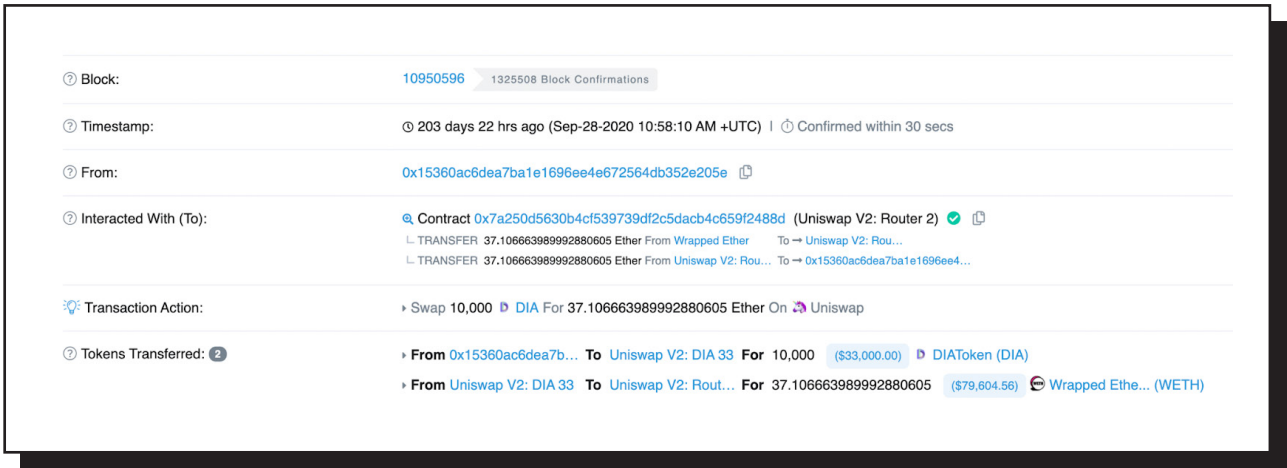 Block: 10950596 1325508 Block Confirmations
Timestamp: 203 days 22 hrs ago (Sep-28-2020 10:58:10 AM +UTC) | Confirmed within 30 secs
From: 0x15360ac6dea7ba1e1696ee4e672564db352e205e
Interacted With (To): Contract 0x7a250d5630b4cf539739df2c5dacb4c659f2488d (Uniswap V2: Router 2)
TRANSFER 37.106663989992880605 Ether From Wrapped Ether To → Uniswap V2: Rou...
TRANSFER 37.106663989992880605 Ether From Uniswap V2: Rou... To → 0x15360ac6dea7ba1e1696ee4...
Transaction Action: Swap 10,000 DIA For 37.106663989992880605 Ether On Uniswap
Tokens Transferred: 2 From 0x15360ac6dea7b... To Uniswap V2: DIA 33 For 10,000 ($33,000.00) DIAToken (DIA)
From Uniswap V2: DIA 33 To Uniswap V2: Rout... For 37.106663989992880605 ($79,604.56) Wrapped Ethe... (WETH)